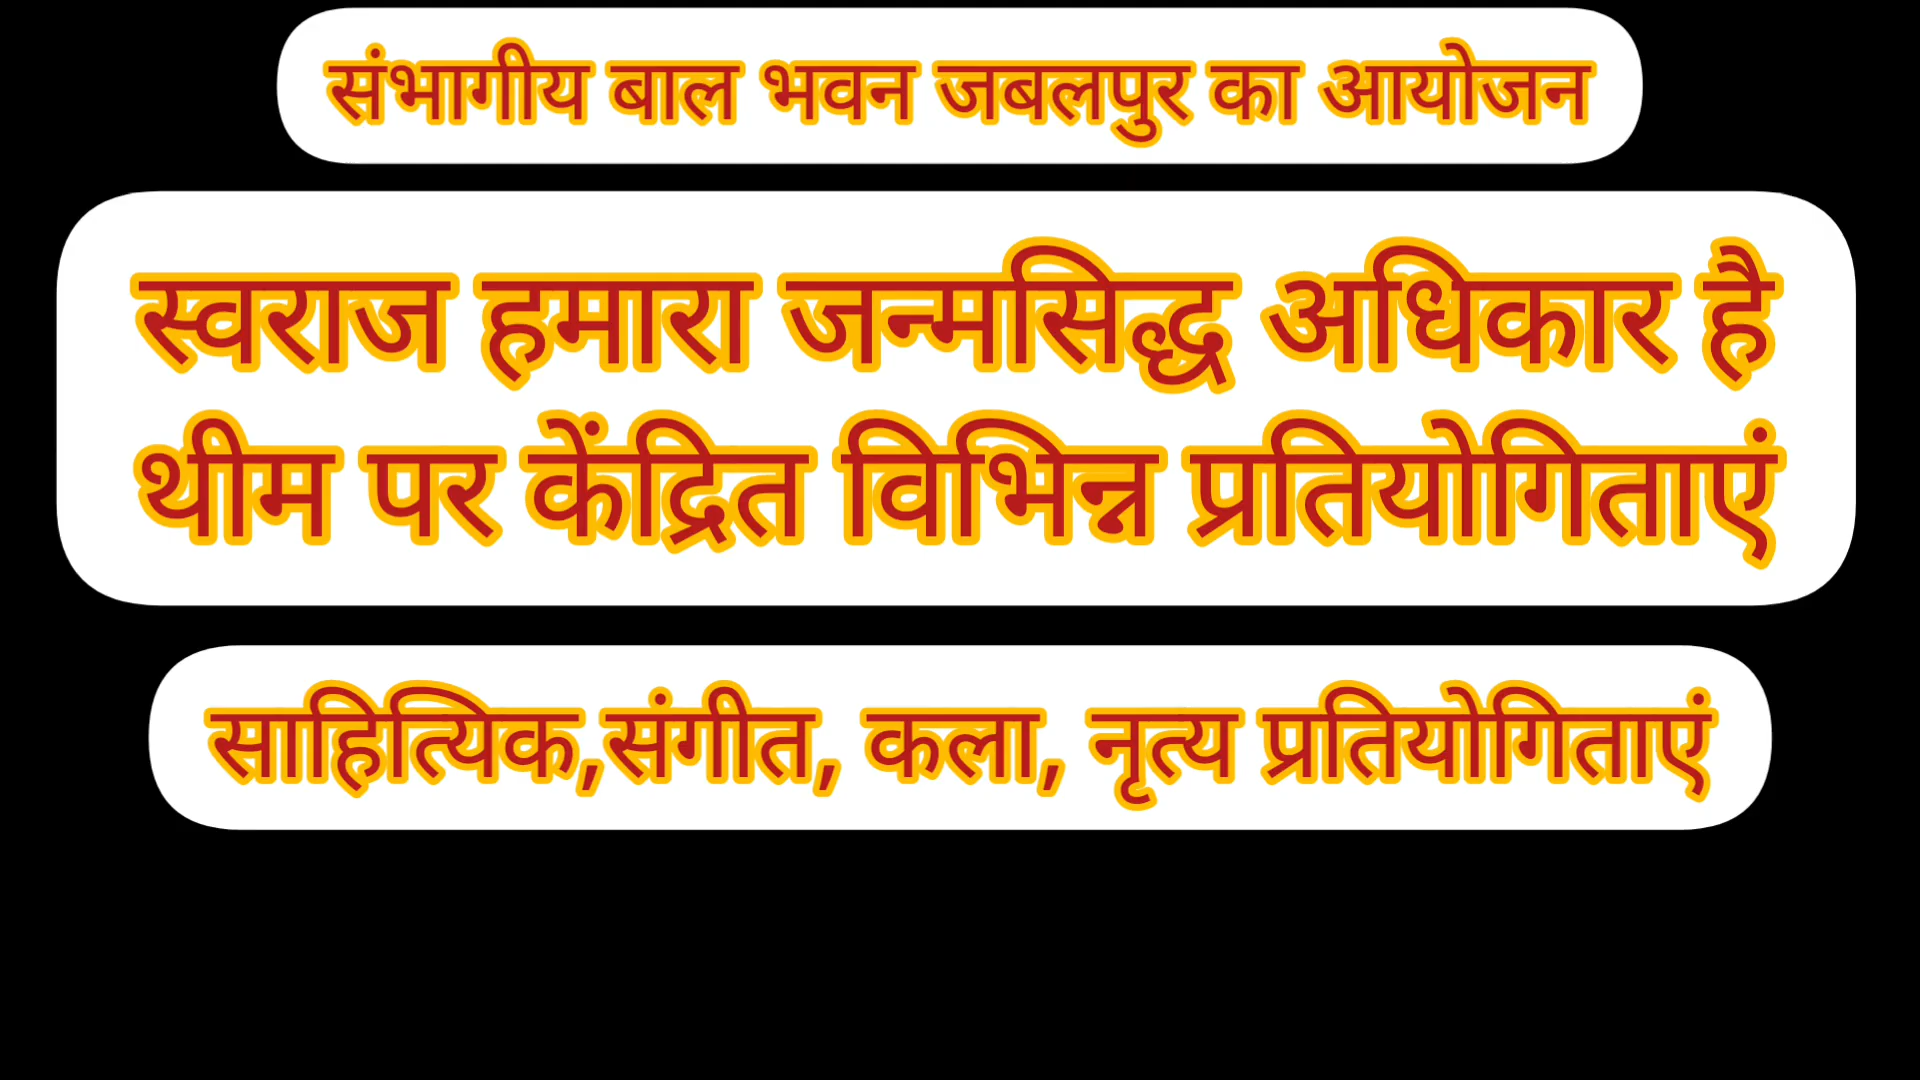 संभागीय बाल भवन जबलपुर का आयोजन
स्वराज हमारा जन्मसिद्ध अधिकार है
थीम पर केंद्रित विभिन्न प्रतियोगिताएं
साहित्यिक,संगीत, कला, नृत्य प्रतियोगिताएं